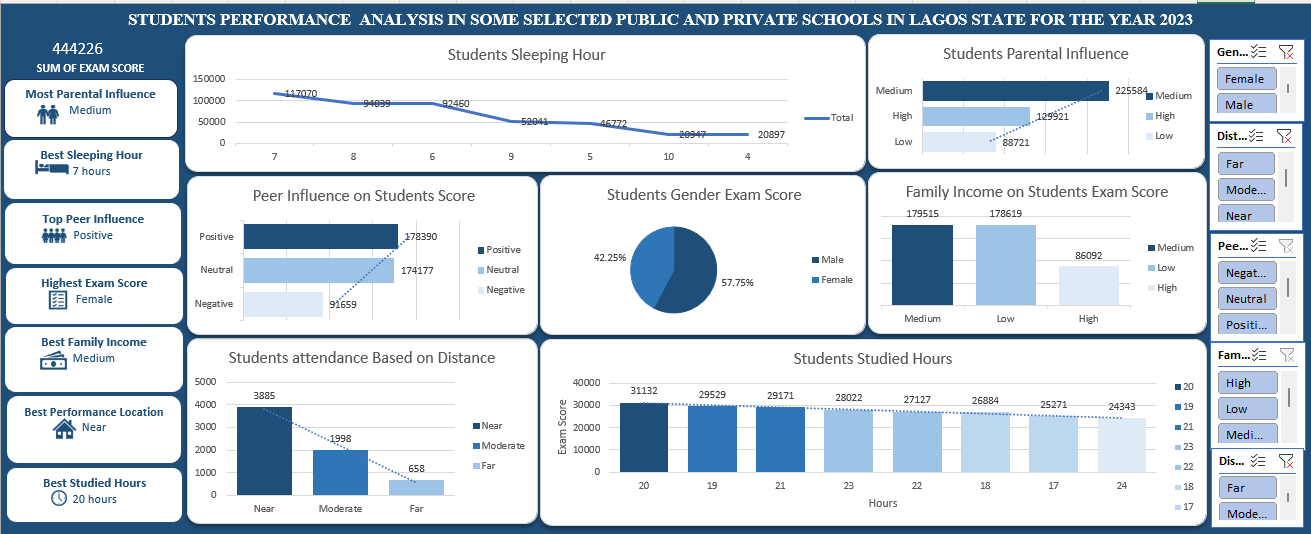 STUDENTS PERFORMANCE ANALYSIS IN SOME SELECTED PUBLIC AND PRIVATE SCHOOLS IN LAGOS STATE FOR THE YEAR 2023
444226
SUM OF EXAM SCORE
Most Parental Influence
Medium
Best Sleeping Hour
7 hours
Top Peer Influence
Positive
Highest Exam Score
Female
Best Family Income
Medium
Best Performance Location
Near
Best Studied Hours
20 hours
Students Sleeping Hour
150000
100000
50000
0
117070
94039
92460
52041
46772
20947
20897
7 8 6 9 5 10 4
Total
Students Parental Influence
Medium
High
Low
225584
129921
88721
Medium
High
Low
Peer Influence on Students Score
Positive
Neutral
Negative
178390
174177
91659
Positive
Neutral
Negative
Students Gender Exam Score
42.25%
57.75%
Male
Female
Family Income on Students Exam Score
179515 178619 86092
Medium Low High
Medium
Low
High
Students attendance Based on Distance
5000
4000
3000
2000
1000
0
3885
1998
658
Near Moderate Far
Near
Moderate
Far
Students Studied Hours
Exam Score
40000
30000
20000
10000
0
31132 29529 29171 28022 27127 26884 25271 24343
20 19 21 23 22 18 17 24
Hours
20
19
21
23
22
18
17
Gen...
Female
Male
Dist...
Far
Mode...
Near
Pee...
Negat...
Neutral
Positi...
Fam...
High
Low
Medi...
Dis...
Far
Mode...